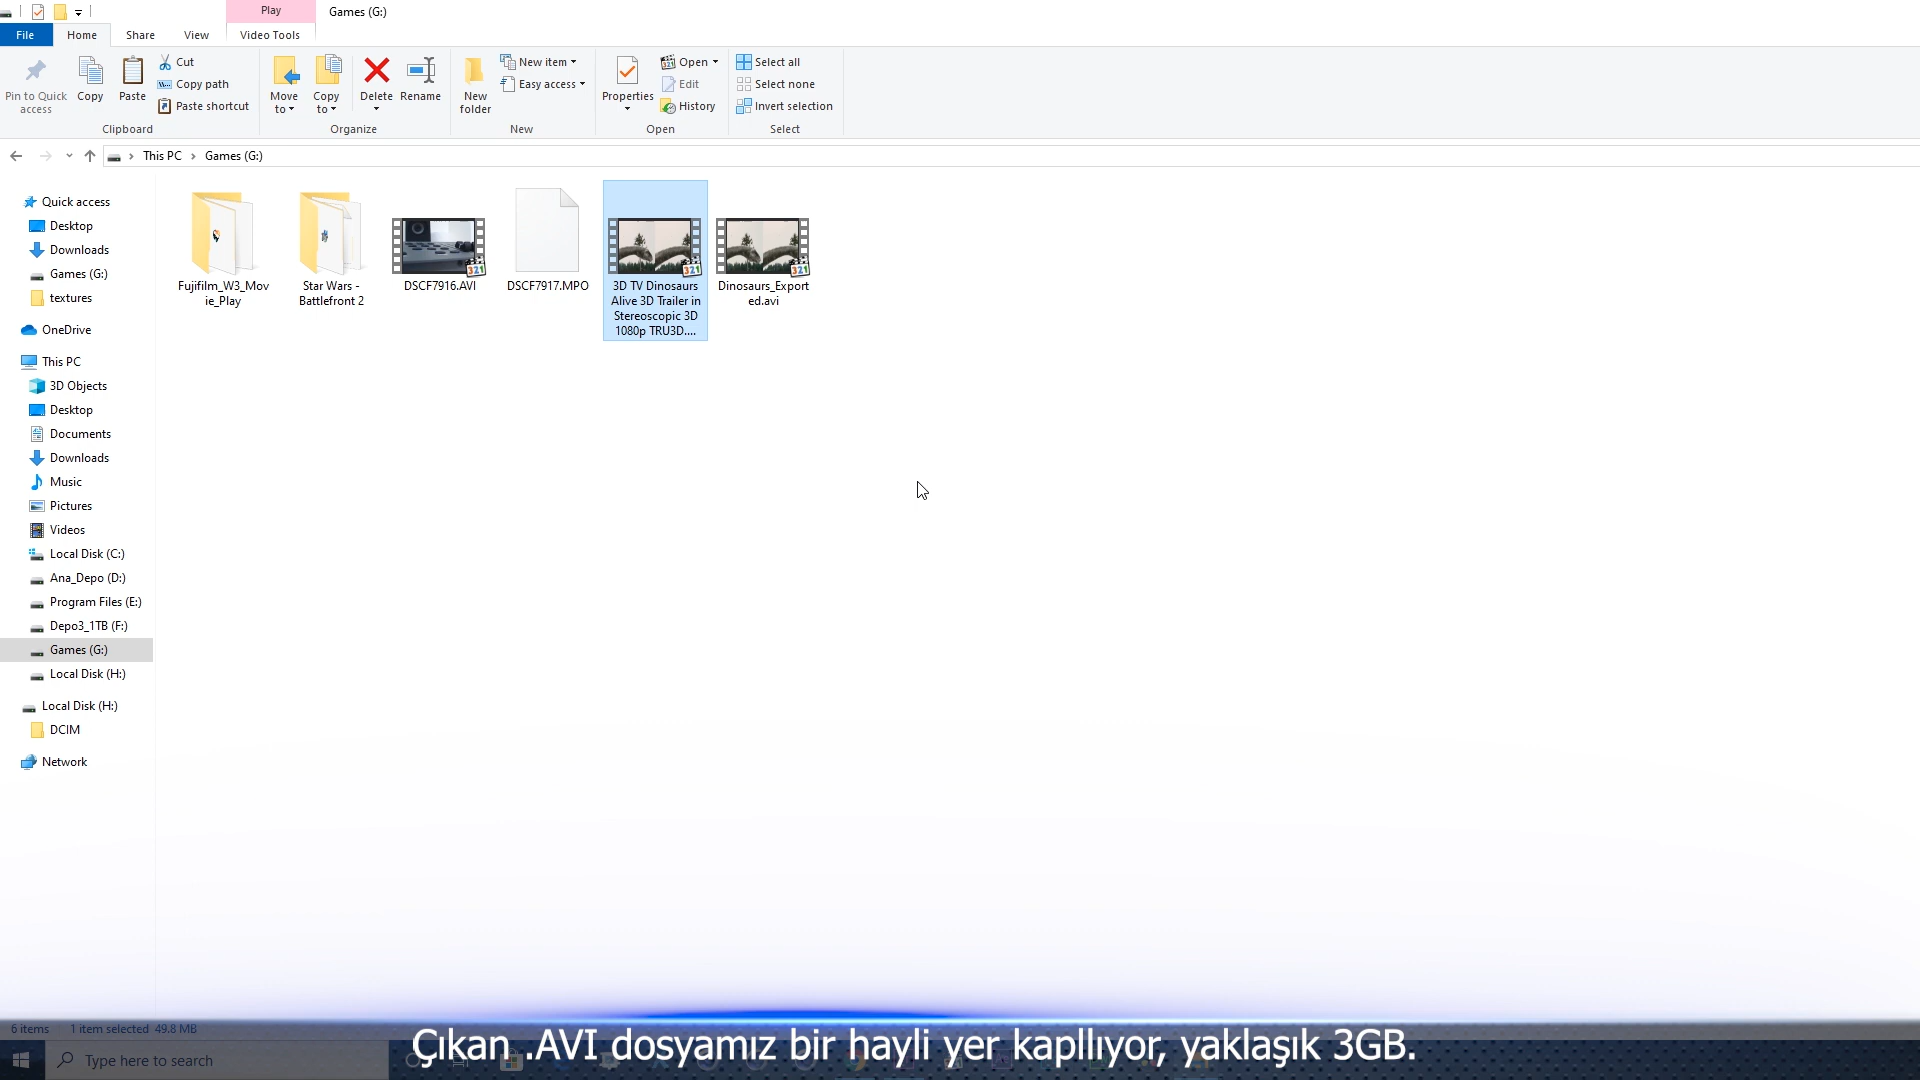 Play
Games (G:)
File
Home
Share
View
Video Tools
Pin to Quick
access
Copy
Paste
Cut
Copy path
Paste shortcut
Clipboard
Move
to
Copy
to
Delete
Rename
Organize
New
folder
New item
Easy access
New
Properties
Open
Edit
History
Open
Select all
Select none
Invert selection
Select
This PC
Games (G:)
Quick access
Desktop
Downloads
Games (G:)
textures
OneDrive
This PC
3D Objects
Desktop
Documents
Downloads
Music
Pictures
Videos
Local Disk (C:)
Ana_Depo (D:)
Program Files (E:)
Depo3_1TB (F:)
Games (G:)
Local Disk (H:)
Local Disk (H:)
DCIM
Network
Fujifilm_W3_Mov
ie_Play
Star Wars -
Battlefront 2
DSCF7916.AVI
DSCF7917.MPO
3D TV Dinosaurs
Alive 3D Trailer in
Stereoscopic 3D
1080p TRU3D....
Dinosaurs_Export
ed.avi
321
321
321
6 items
1 item selected 49.8 MB
Çıkan .AVI dosyamız bir hayli yer kapllıyor, yaklaşık 3GB.
Type here to search